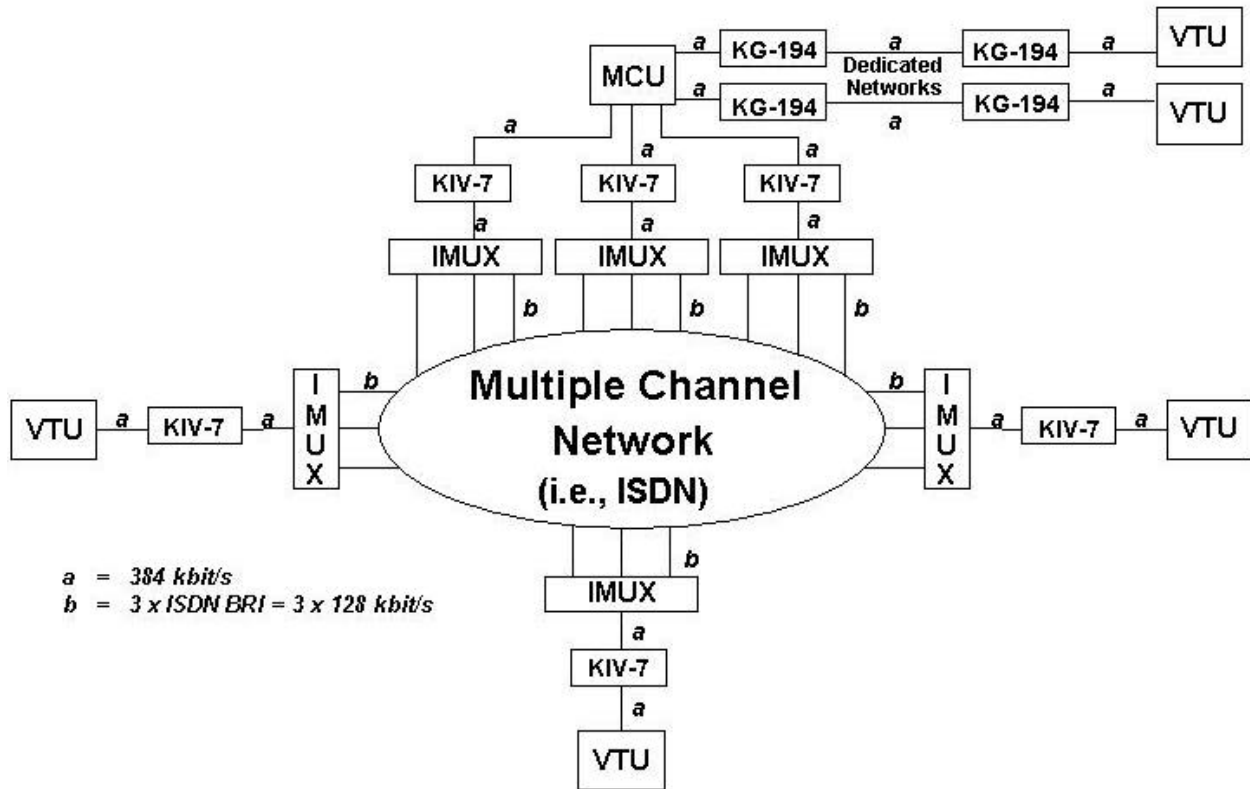 a KG-194 a KG-194 a VTU
MCU Dedicated
Networks
a KG-194 KG-194 a VTU
a
a a a
KIV-7 KIV-7 KIV-7
a a a
IMUX IMUX IMUX
b b b
Multiple Channel
Network
(i.e., ISDN)
VTU a KIV-7 a
I
M
U
X
b
b
I
M
U
X
a KIV-7 a VTU
b
IMUX
a
KIV-7
a
VTU
a = 384 kbit/s
b = 3 x ISDN BRI = 3 x 128 kbit/s